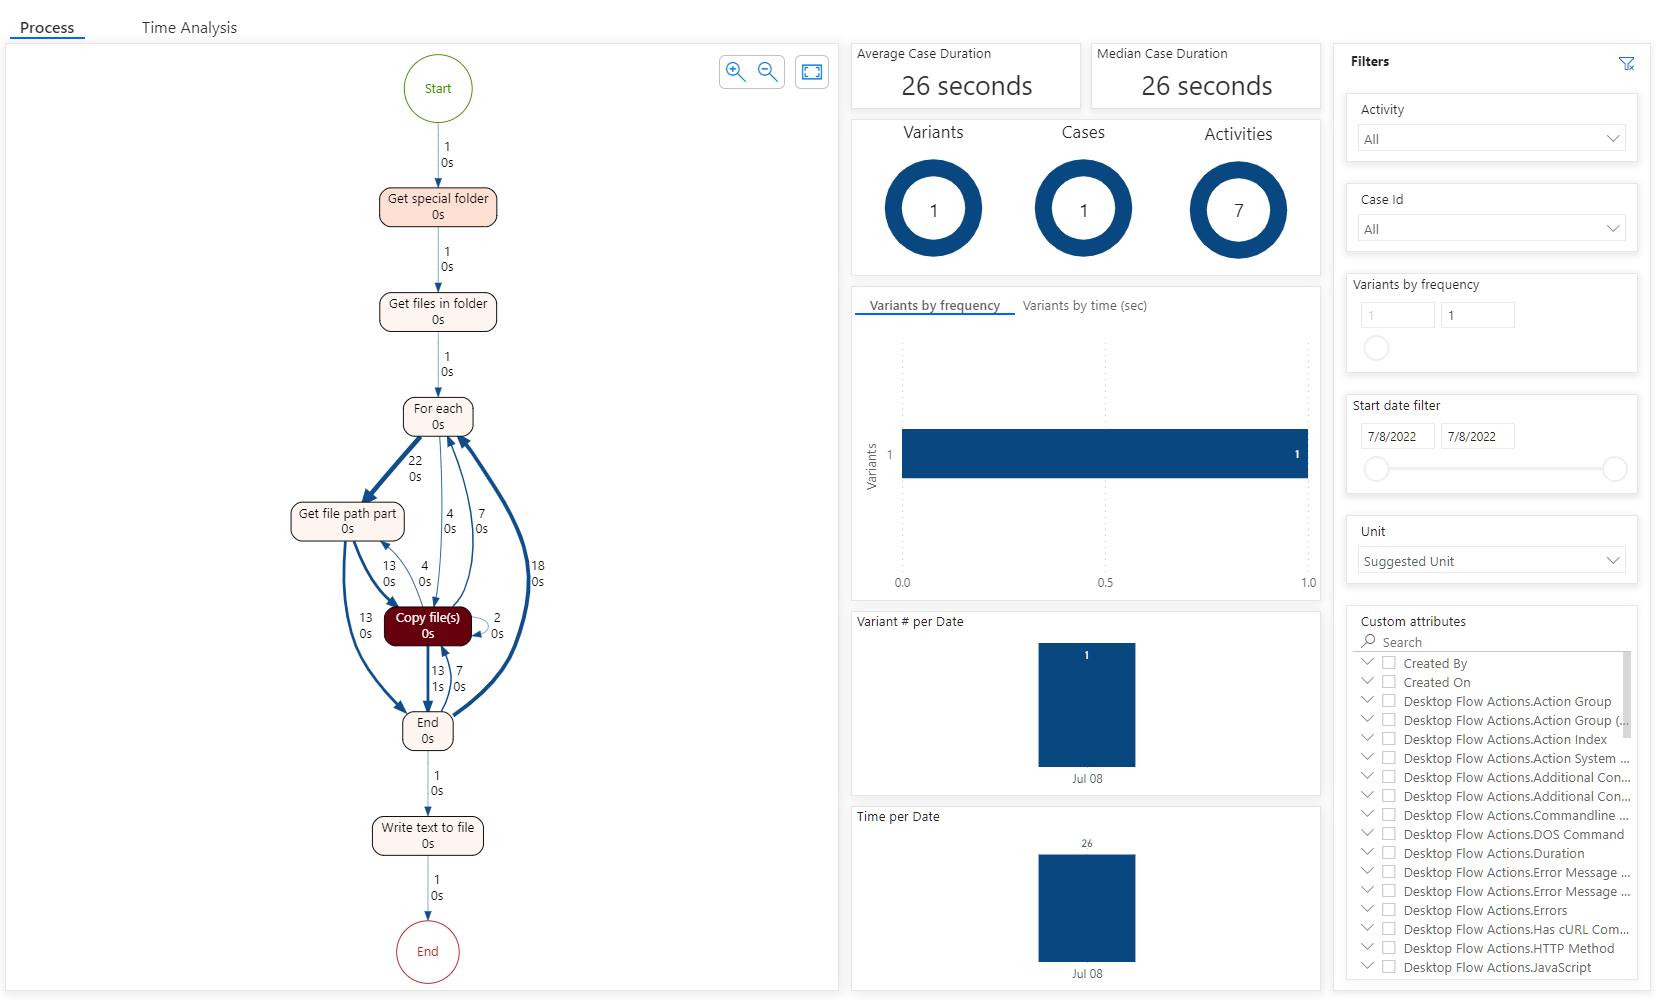 Process
Time Analysis
Start
1
0s
Get special folder
0s
1
0s
Get files in folder
0s
1
0s
For each
0s
22
0s
Get file path part
0s
4
0s
7
0s
18
0s
13
0s
4
0s
13
0s
Copy file(s)
0s
2
0s
13
1s
7
0s
End
0s
1
0s
Write text to file
0s
1
0s
End
Average Case Duration
26 seconds
Median Case Duration
26 seconds
Variants
1
Cases
1
Activities
7
Variants by frequency
Variants by time (sec)
Variants
1
1
0.0
0.5
1.0
Variant # per Date
1
Jul 08
Time per Date
26
Jul 08
Filters
Activity
All
Case Id
All
Variants by frequency
1
1
Start date filter
7/8/2022
7/8/2022
Unit
Suggested Unit
Custom attributes
Search
Created By
Created On
Desktop Flow Actions.Action Group
Desktop Flow Actions.Action Group (...
Desktop Flow Actions.Action Index
Desktop Flow Actions.Action System ...
Desktop Flow Actions.Additional Con...
Desktop Flow Actions.Additional Con...
Desktop Flow Actions.Commandline ...
Desktop Flow Actions.DOS Command
Desktop Flow Actions.Duration
Desktop Flow Actions.Error Message ...
Desktop Flow Actions.Error Message ...
Desktop Flow Actions.Errors
Desktop Flow Actions.Has cURL Com...
Desktop Flow Actions.HTTP Method
Desktop Flow Actions.JavaScript